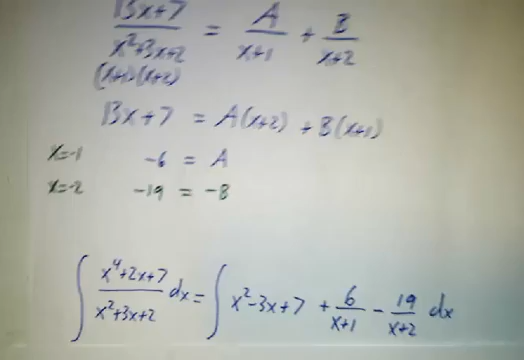 13x+7 / x²+3x+2 = A / x+1 + B / x+2
(x+1)(x+2)
13x+7 = A(x+2) + B(x+1)
x=-1 -6 = A
x=-2 -19 = -B
∫ x⁴+2x+7 / x²+3x+2 dx = ∫ x²-3x+7 + 6 / x+1 - 19 / x+2 dx